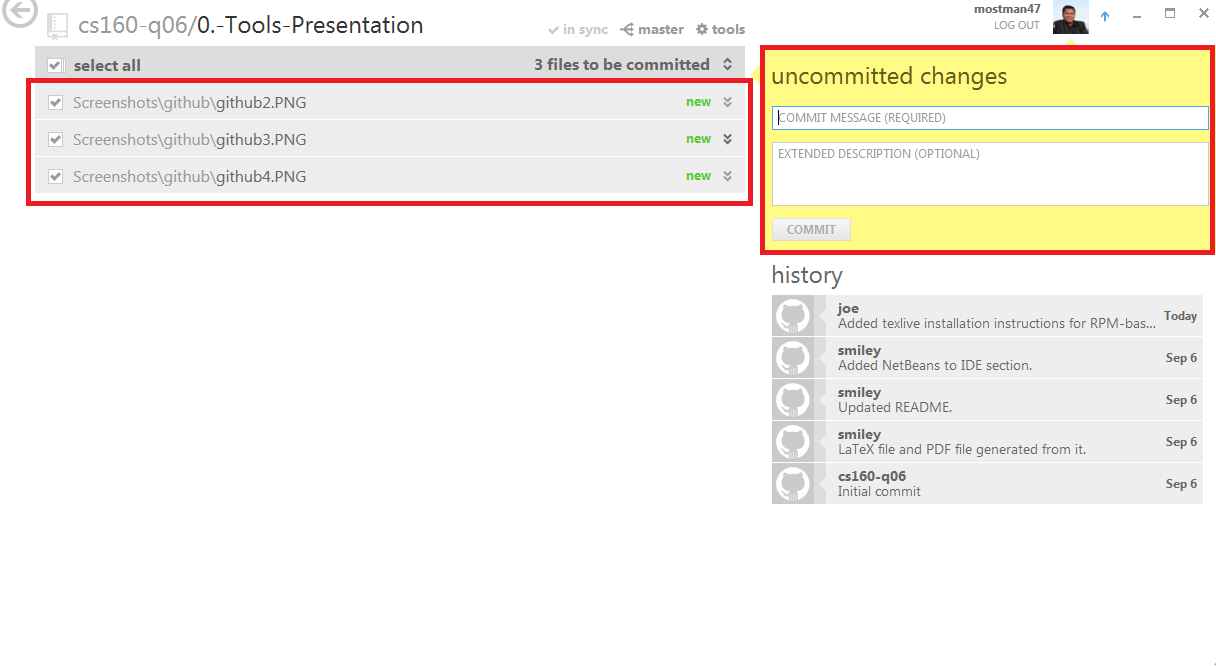 cs160-q06/0.-Tools-Presentation
in sync master tools
mostman47
LOG OUT
select all 3 files to be committed
Screenshots\github\github2.PNG new
Screenshots\github\github3.PNG new
Screenshots\github\github4.PNG new
uncommitted changes
COMMIT MESSAGE (REQUIRED)
EXTENDED DESCRIPTION (OPTIONAL)
COMMIT
history
joe
Added texlive installation instructions for RPM-bas... Today
smiley
Added NetBeans to IDE section. Sep 6
smiley
Updated README. Sep 6
smiley
LaTeX file and PDF file generated from it. Sep 6
cs160-q06
Initial commit Sep 6